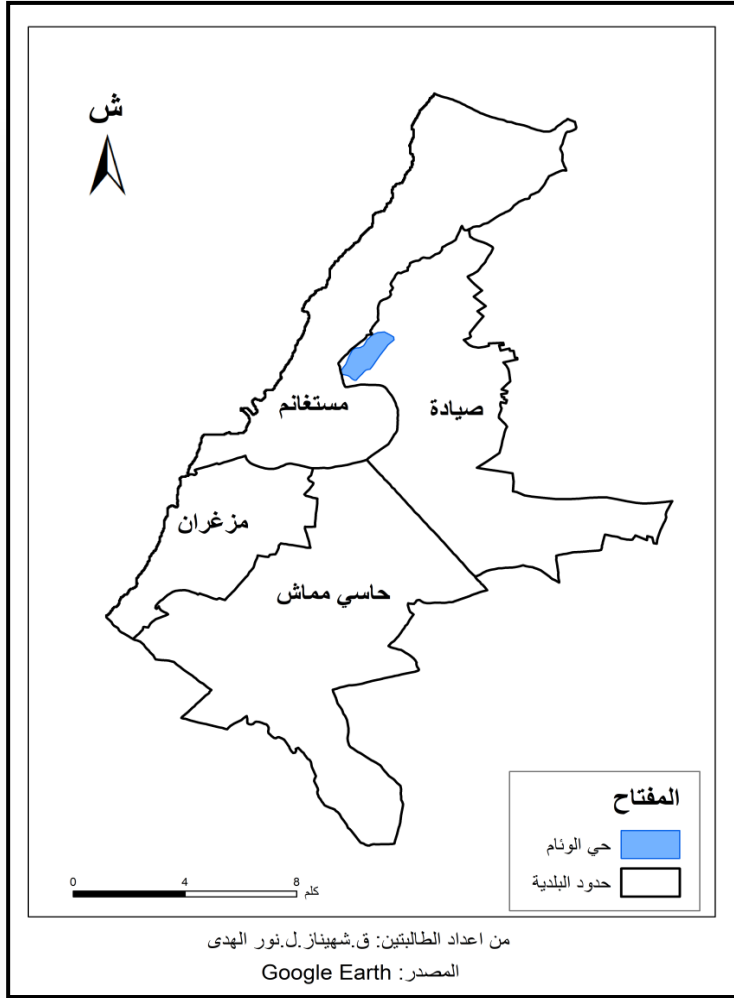 ش
مستغانم
صيادة
مزغران
حاسي مماش
المفتاح
حي الوئام
حدود البلدية
0 4 8 كلم
من اعداد الطالبتين: ق.شهيناز.ل.نور الهدى
المصدر: Google Earth